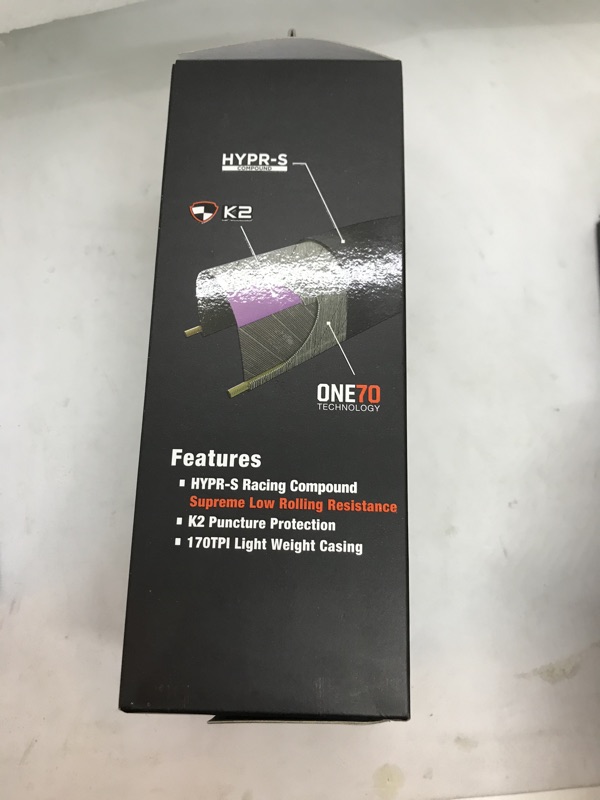 HYPR-S
COMPOUND
K2
ONE70
TECHNOLOGY
Features
▪ HYPR-S Racing Compound
Supreme Low Rolling Resistance
▪ K2 Puncture Protection
▪ 170TPI Light Weight Casing